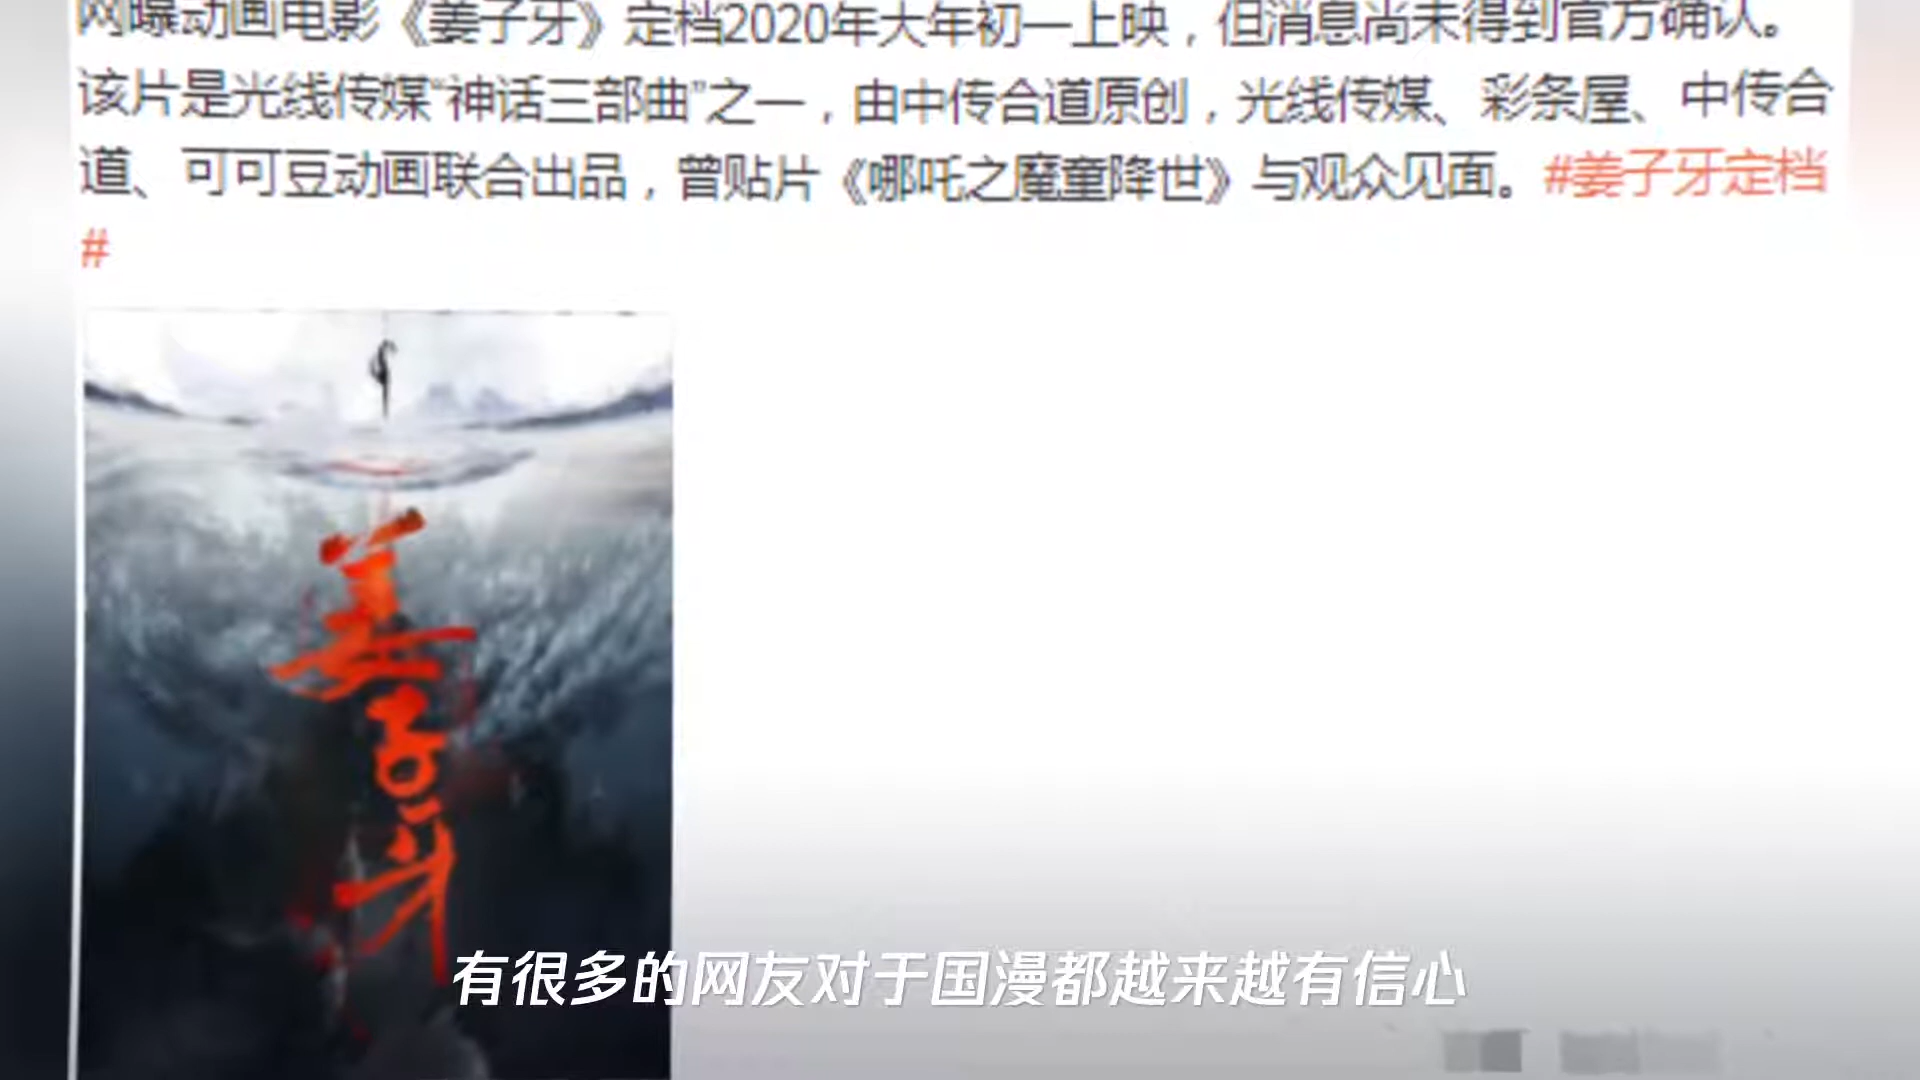 网曝动画电影《姜子牙》定档2020年大年初一上映，但消息尚未得到官方确认。
该片是光线传媒“神话三部曲”之一，由中传合道原创，光线传媒、彩条屋、中传合
道、可可豆动画联合出品，曾贴片《哪吒之魔童降世》与观众见面。#姜子牙定档
#
姜子牙
有很多的网友对于国漫都越来越有信心